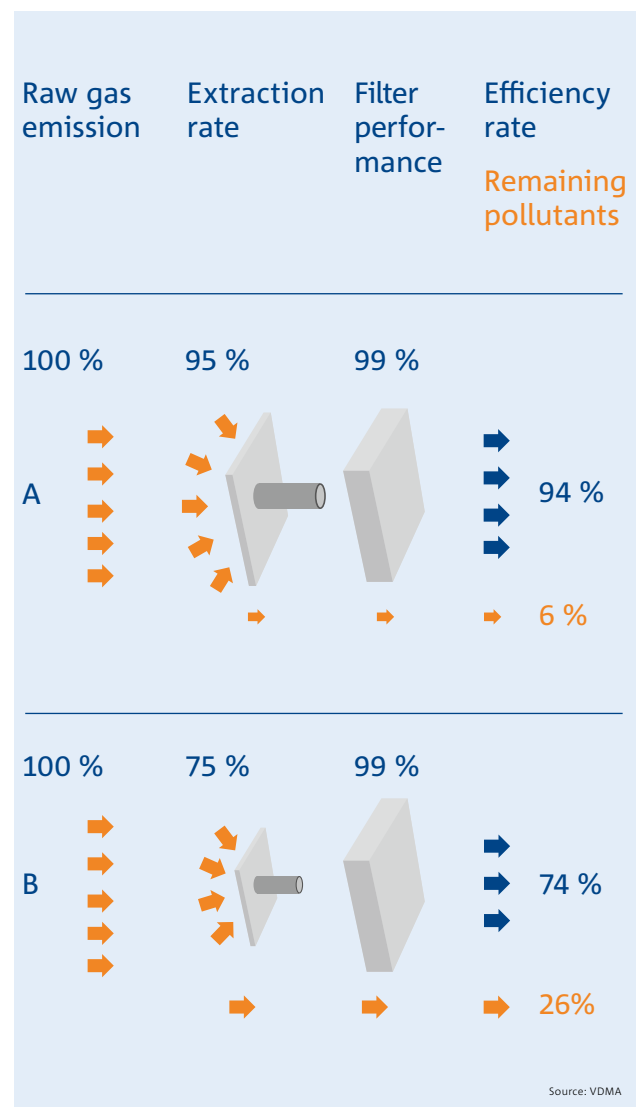 Raw gas
emission
Extraction
rate
Filter
perfor-
mance
Efficiency
rate
Remaining
pollutants
100 %
95 %
99 %
A
94 %
6 %
100 %
75 %
99 %
B
74 %
26%
Source: VDMA